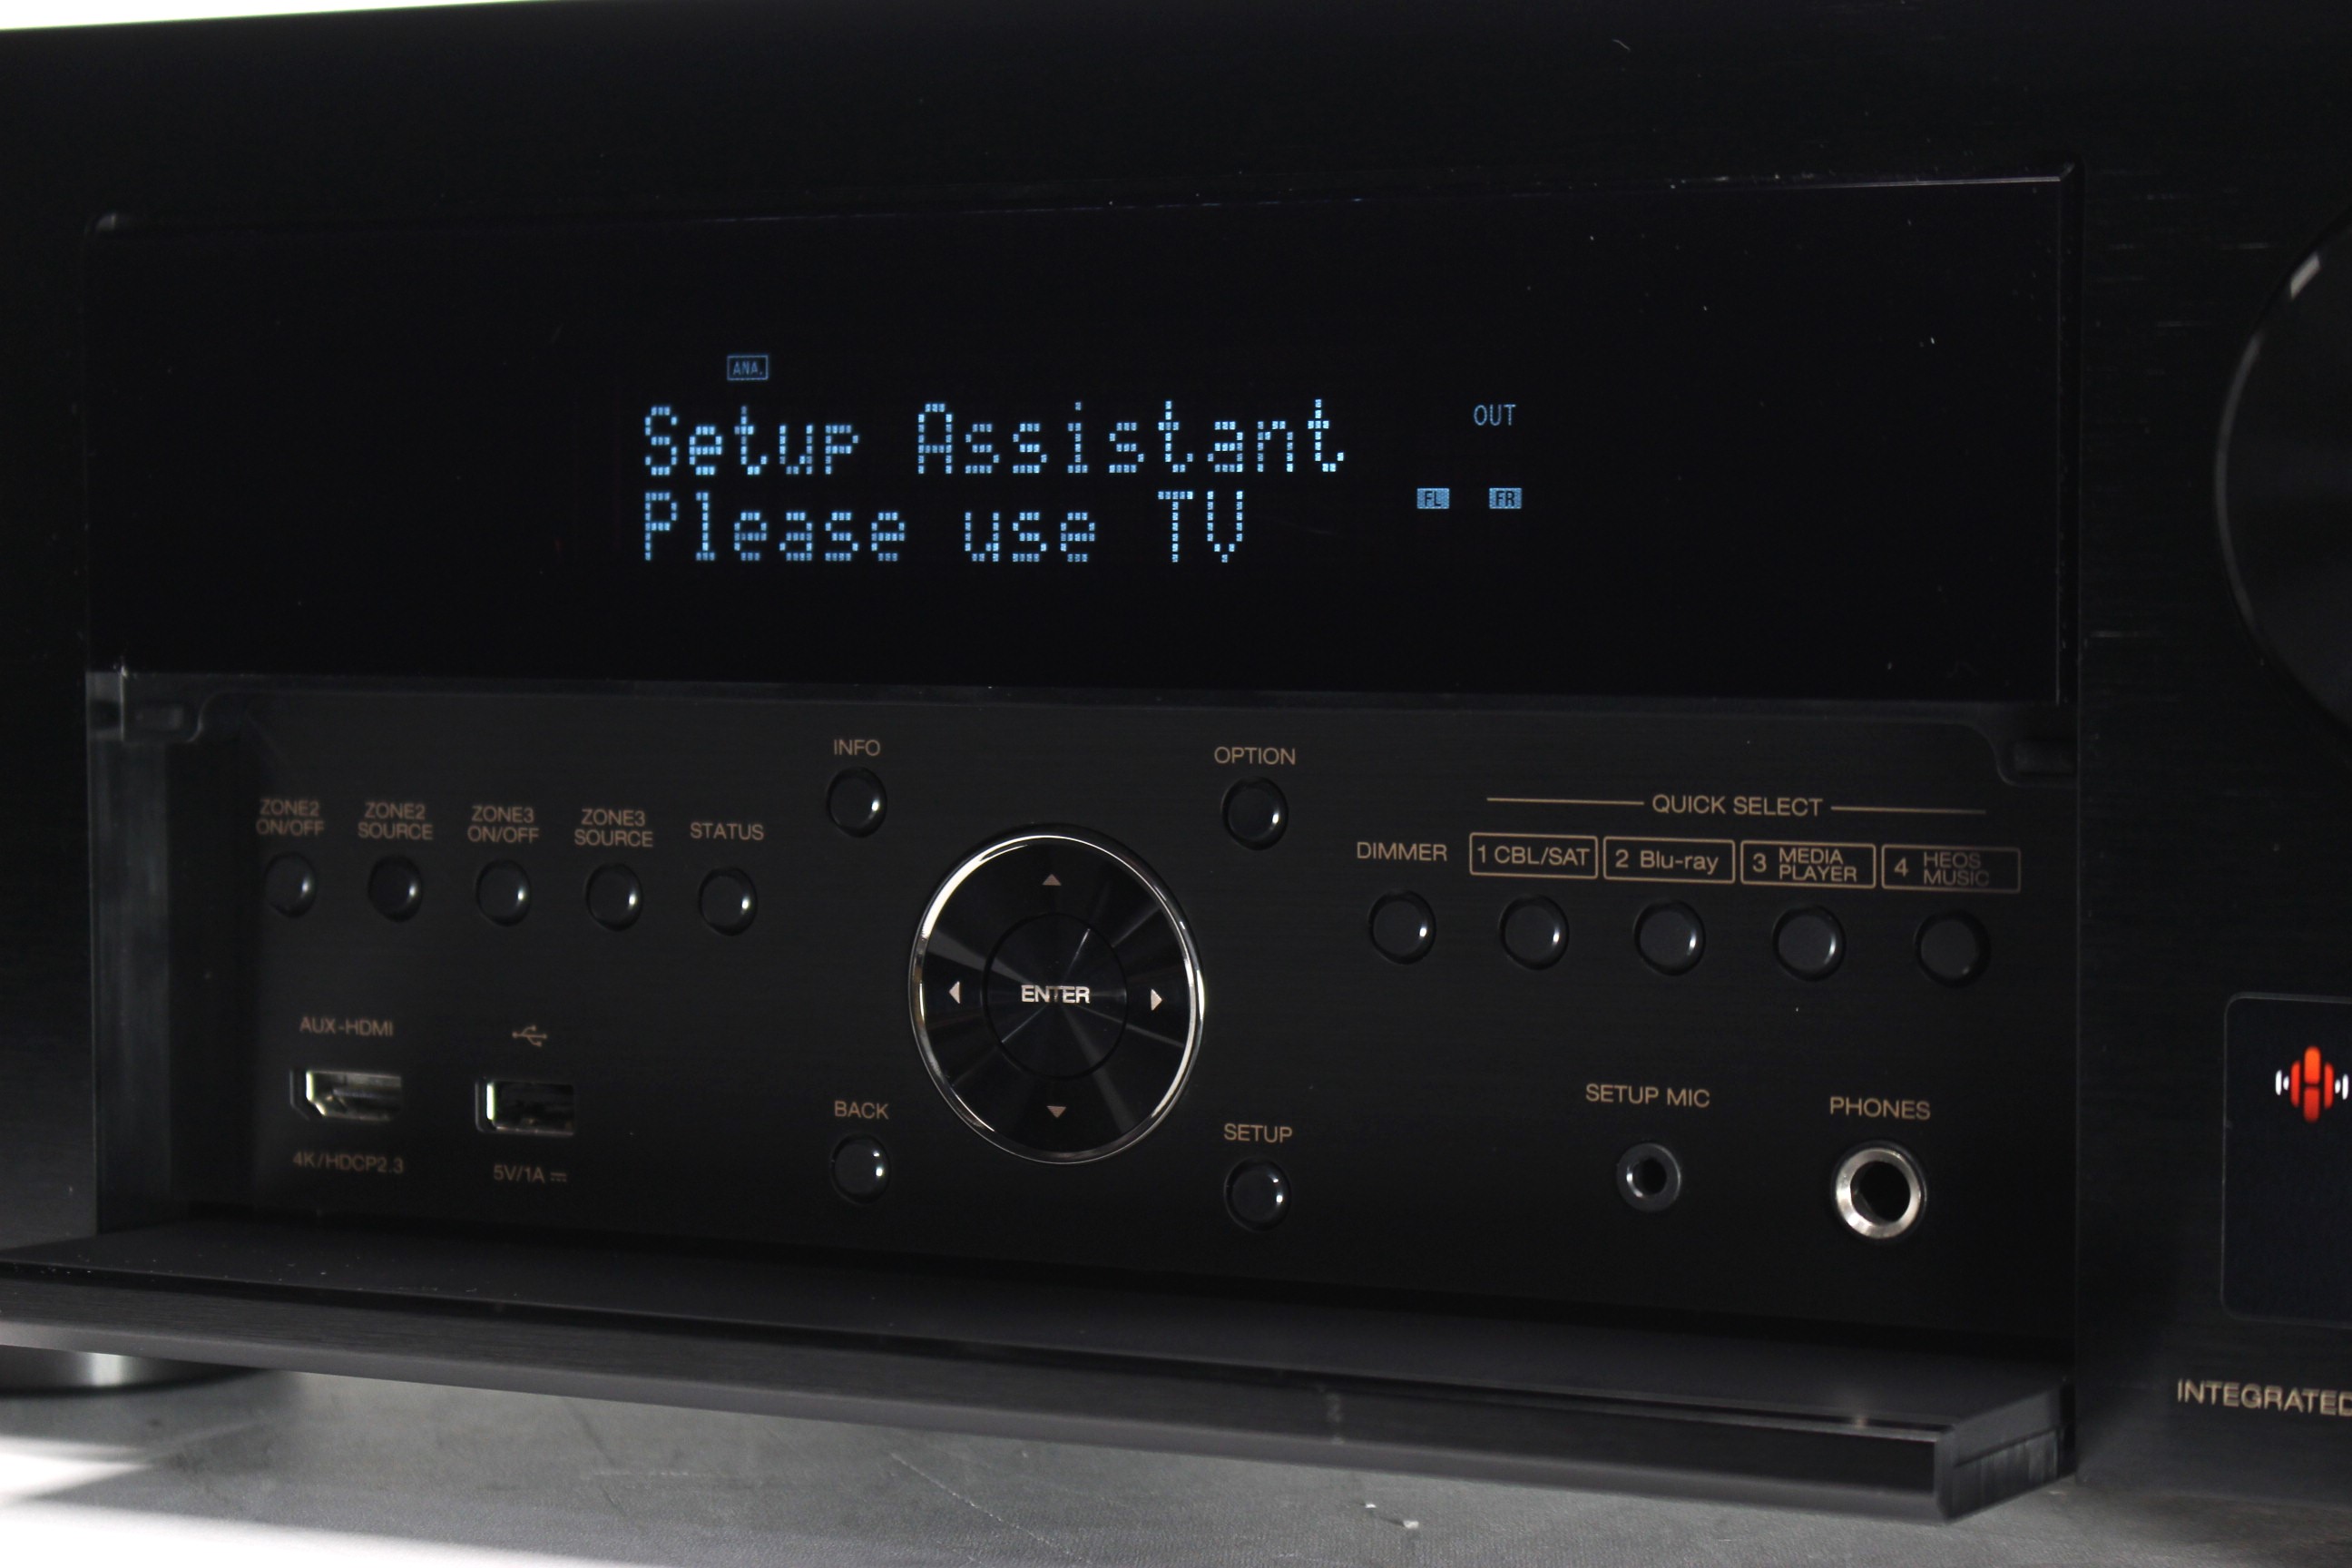 ANA.
Setup Assistant
OUT
Please use TV
FL FR
INFO
OPTION
ZONE2
ON/OFF
ZONE2
SOURCE
ZONE3
ON/OFF
ZONE3
SOURCE
STATUS
QUICK SELECT
DIMMER
1 CBL/SAT
2 Blu-ray
3 MEDIA
PLAYER
4 HEOS
MUSIC
ENTER
AUX-HDMI
4K/HDCP2.3
5V/1A
BACK
SETUP
SETUP MIC
PHONES
INTEGRATED